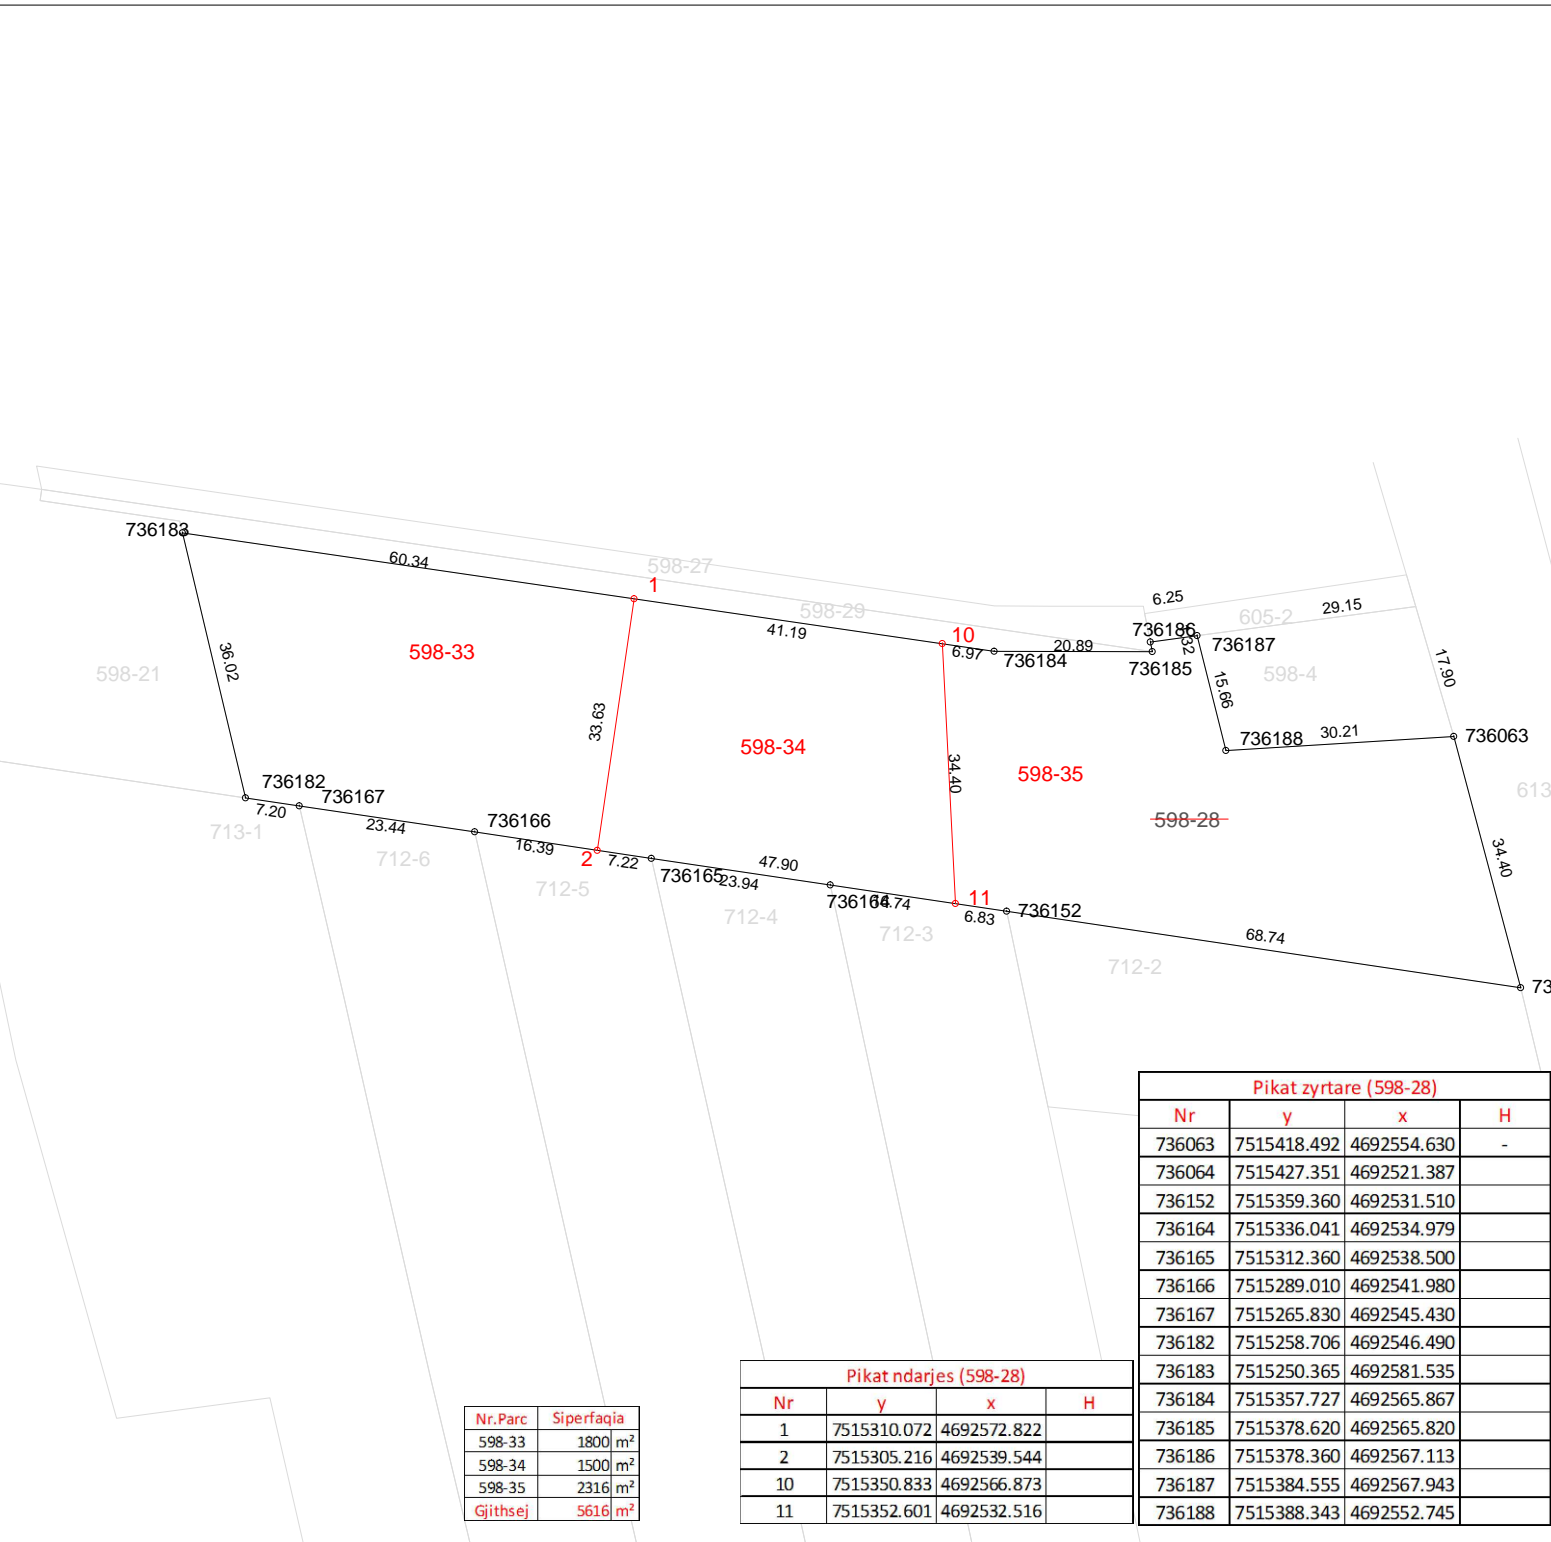 736183
60.34
598-27
1
598-29
6.25
605-2
29.15
736186
736187
41.19
10
6.97
736184
20.89
736185
598-33
36.02
598-21
598-4
17.90
15.66
33.63
598-34
34.40
598-35
736188
30.21
736063
736182
7.20
736167
713-1
23.44
736166
712-6
16.39
2
7.22
736165
47.90
23.94
712-5
712-4
736164
11
6.83
736152
712-3
598-28
613
34.40
68.74
712-2
73
Pikat zyrtare (598-28)
Nr y x H
736063 7515418.492 4692554.630 -
736064 7515427.351 4692521.387
736152 7515359.360 4692531.510
736164 7515336.041 4692534.979
736165 7515312.360 4692538.500
736166 7515289.010 4692541.980
736167 7515265.830 4692545.430
736182 7515258.706 4692546.490
736183 7515250.365 4692581.535
736184 7515357.727 4692565.867
736185 7515378.620 4692565.820
736186 7515378.360 4692567.113
736187 7515384.555 4692567.943
736188 7515388.343 4692552.745
Pikat ndarjes (598-28)
Nr y x H
1 7515310.072 4692572.822
2 7515305.216 4692539.544
10 7515350.833 4692566.873
11 7515352.601 4692532.516
Nr.Parc Siperfaqia
598-33 1800 m²
598-34 1500 m²
598-35 2316 m²
Gjithsej 5616 m²